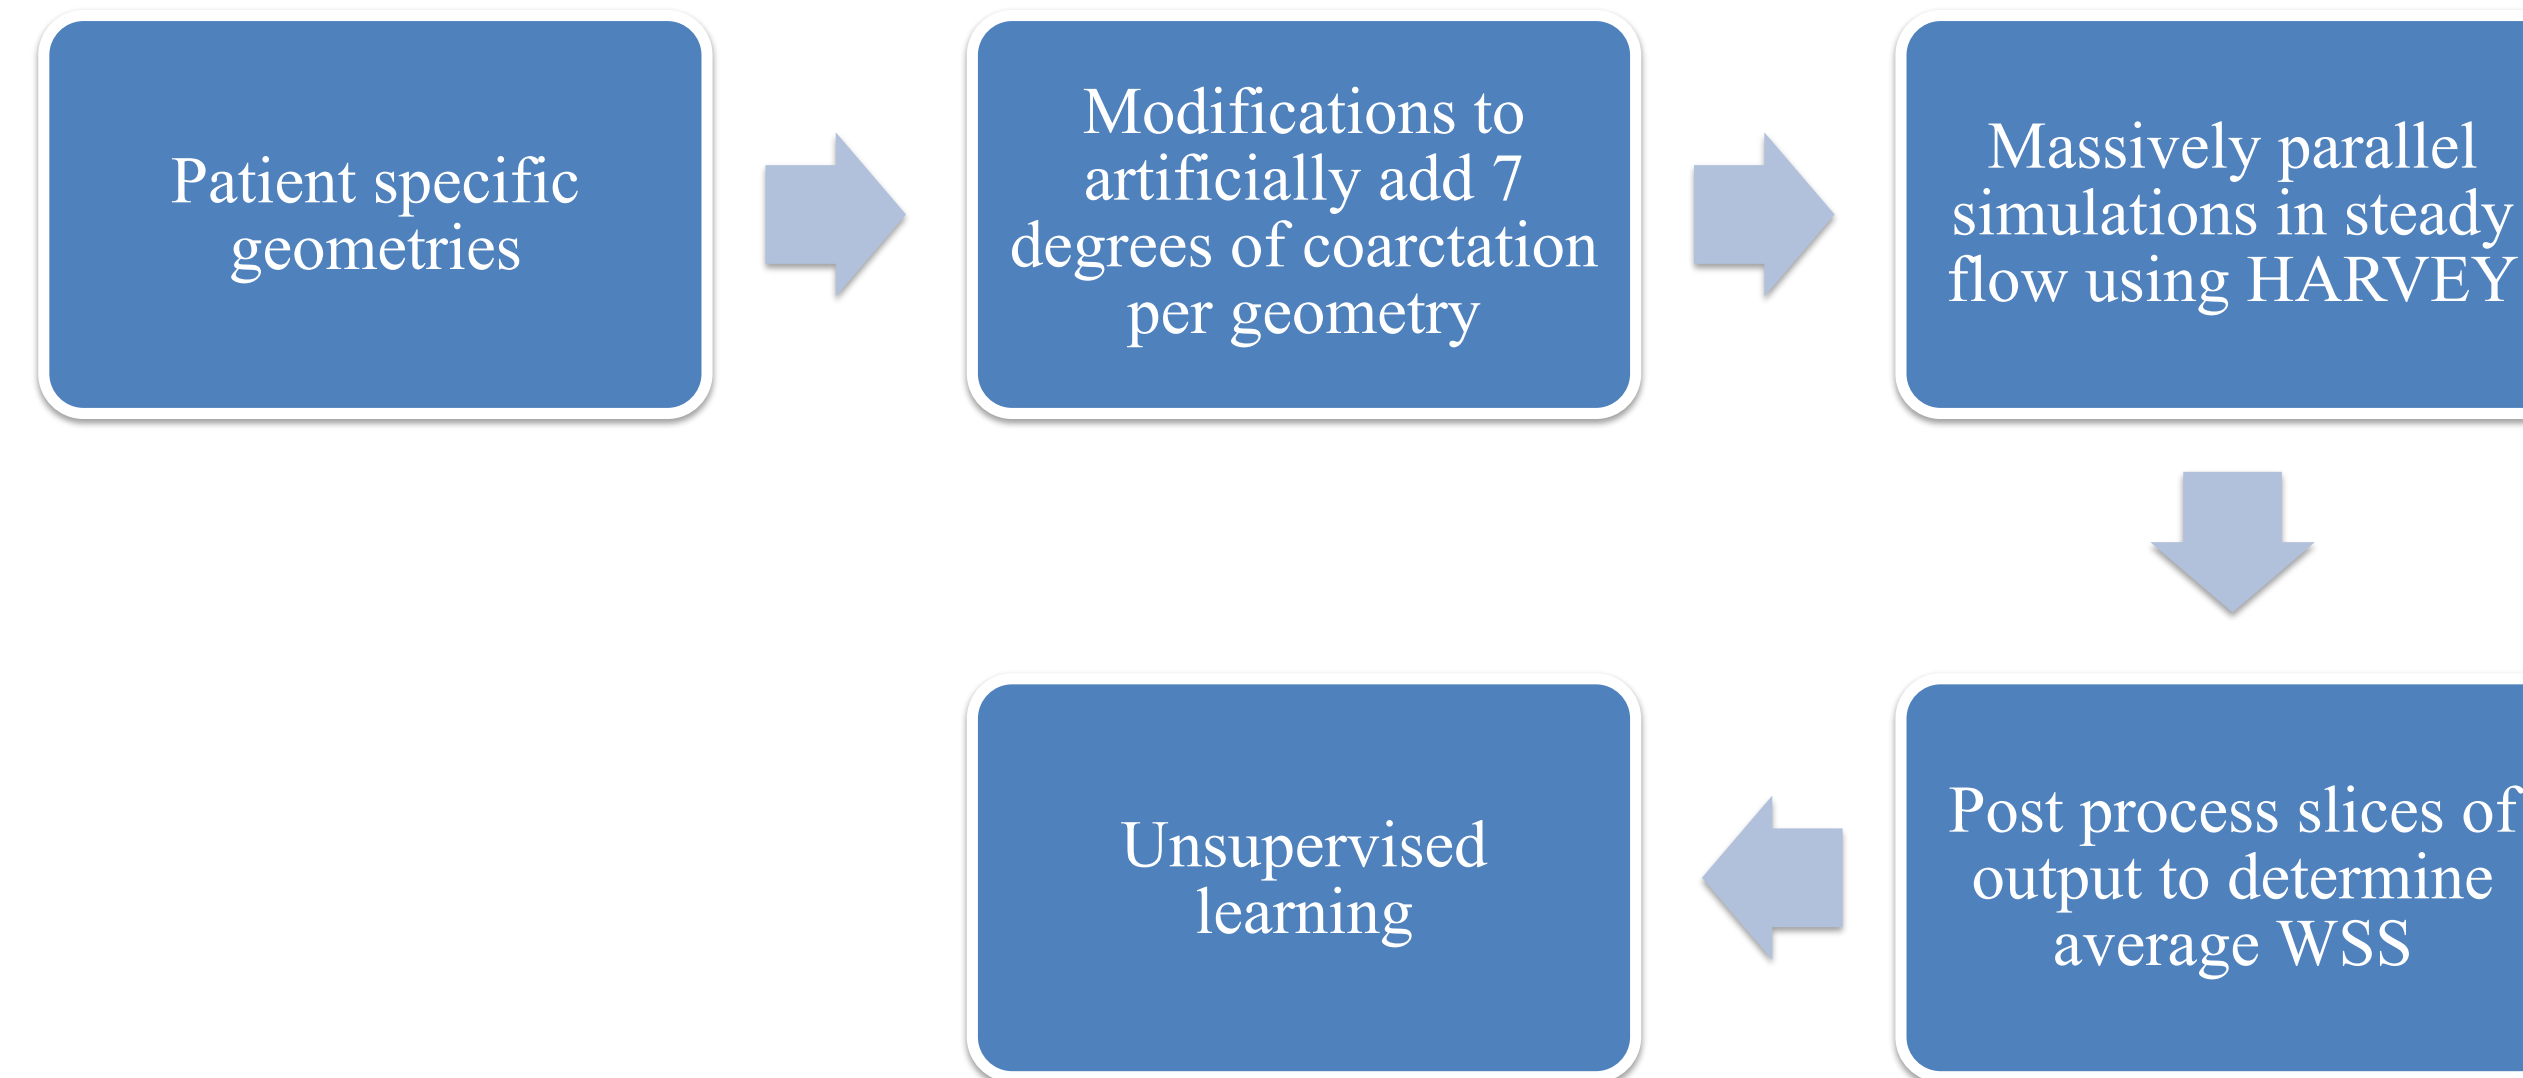 Patient specific
geometries
Modifications to
artificially add 7
degrees of coarctation
per geometry
Massively parallel
simulations in steady
flow using HARVEY
Post process slices of
output to determine
average WSS
Unsupervised
learning